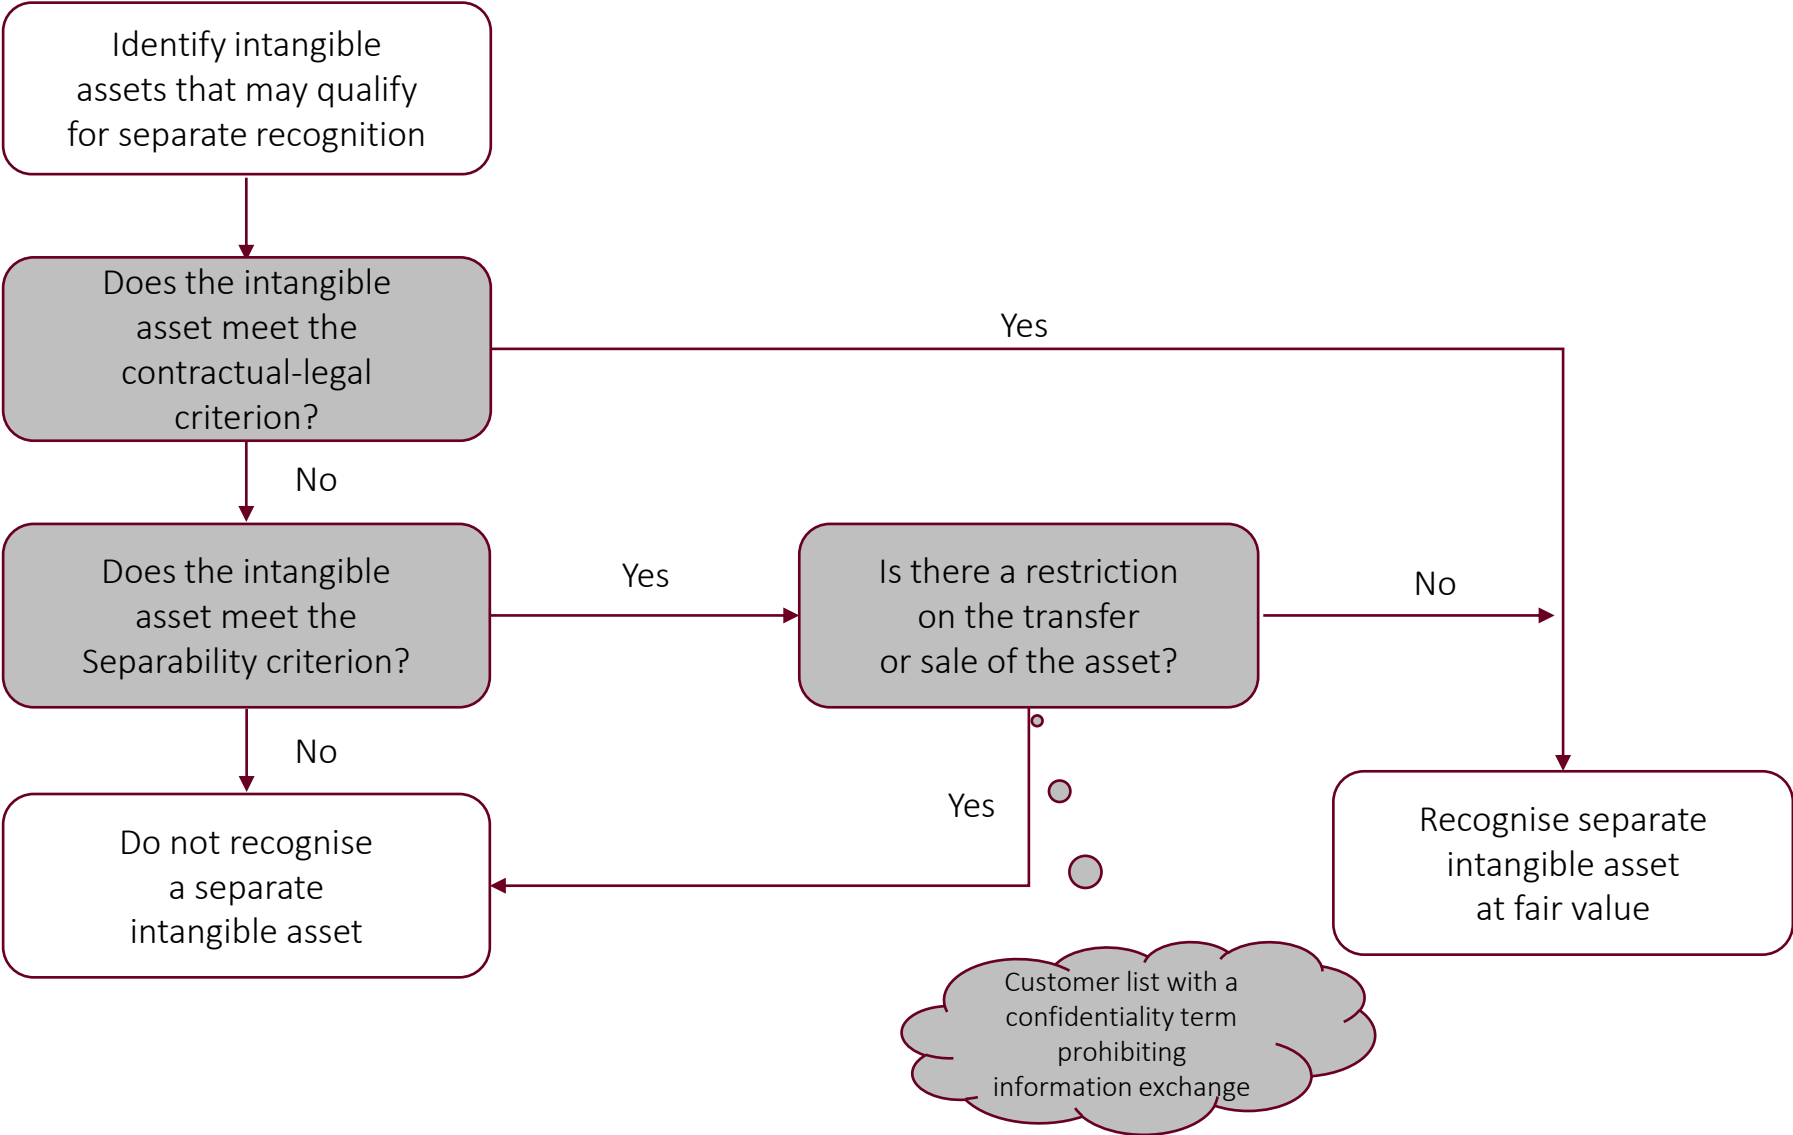 Identify intangible
assets that may qualify
for separate recognition
Does the intangible
asset meet the
contractual-legal
criterion?
Yes
No
Does the intangible
asset meet the
Separability criterion?
Yes
Is there a restriction
on the transfer
or sale of the asset?
No
No
Yes
Do not recognise
a separate
intangible asset
Recognise separate
intangible asset
at fair value
Customer list with a
confidentiality term
prohibiting
information exchange